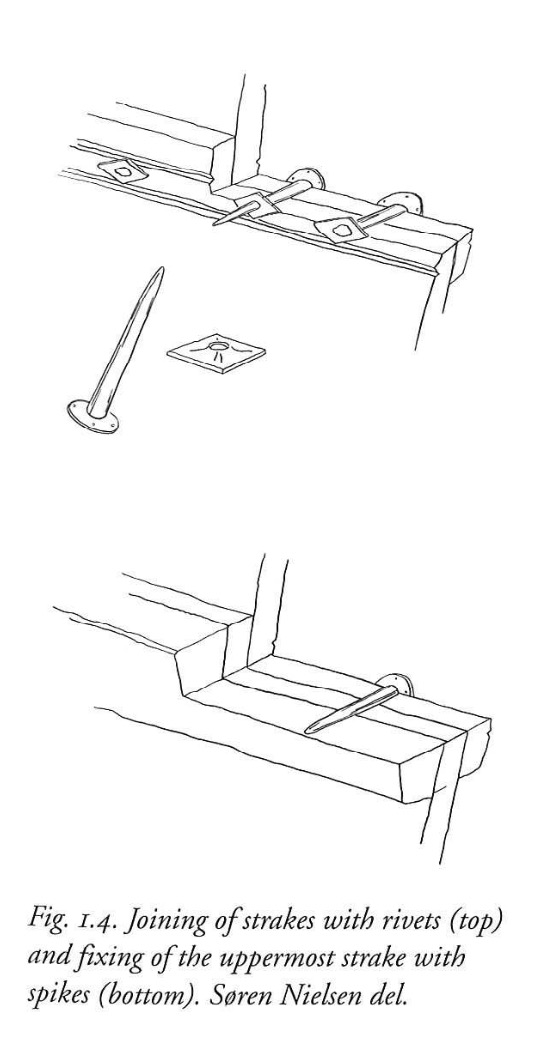 Fig. 1.4. Joining of strakes with rivets (top)
and fixing of the uppermost strake with
spikes (bottom). Søren Nielsen del.